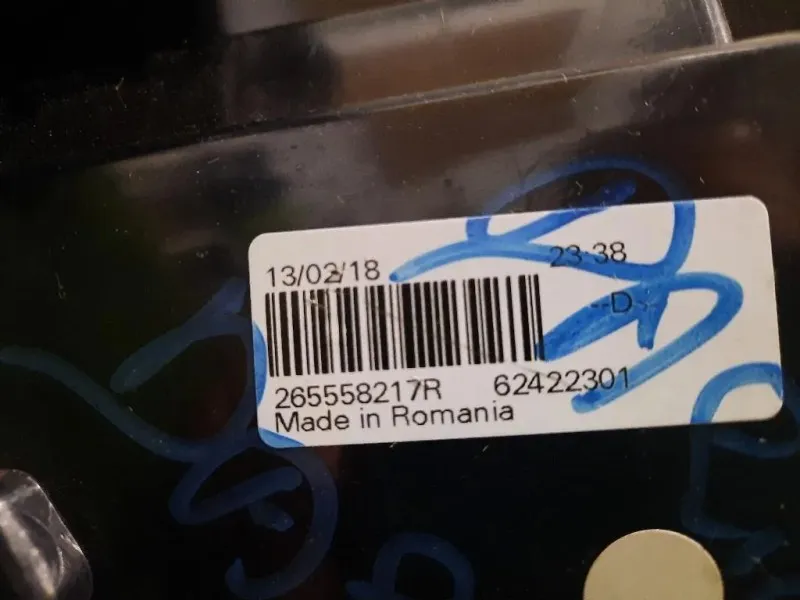 13/02/18 23-38
--D--
265558217R 62422301
Made in Romania